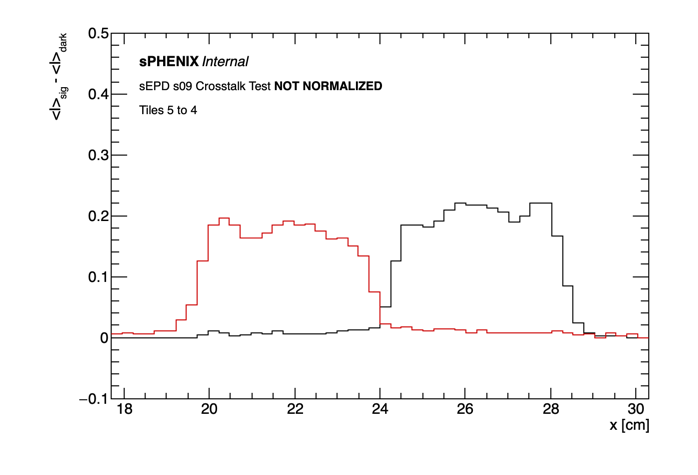 0.5
<|I|>sig - <|I|>dark
sPHENIX Internal
sEPD s09 Crosstalk Test NOT NORMALIZED
0.4
Tiles 5 to 4
0.3
0.2
0.1
0
−0.1
18 20 22 24 26 28 30
x [cm]